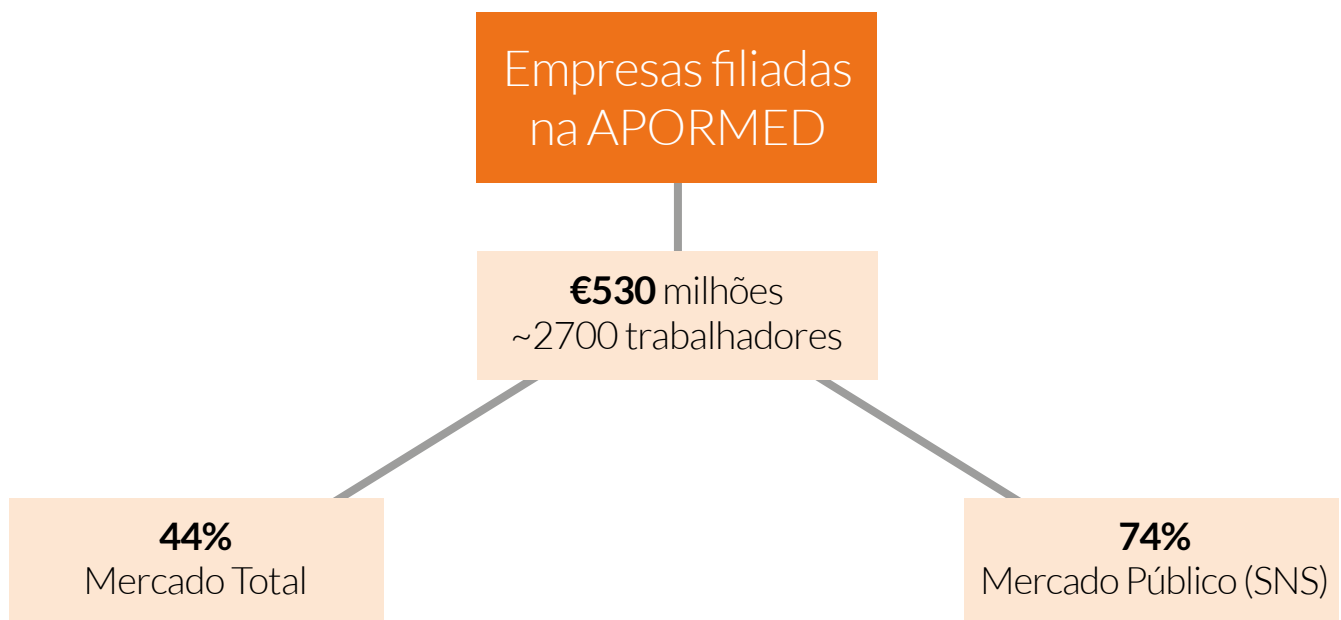 Empresas filiadas
na APORMED
€530 milhões
~2700 trabalhadores
44%
Mercado Total
74%
Mercado Público (SNS)